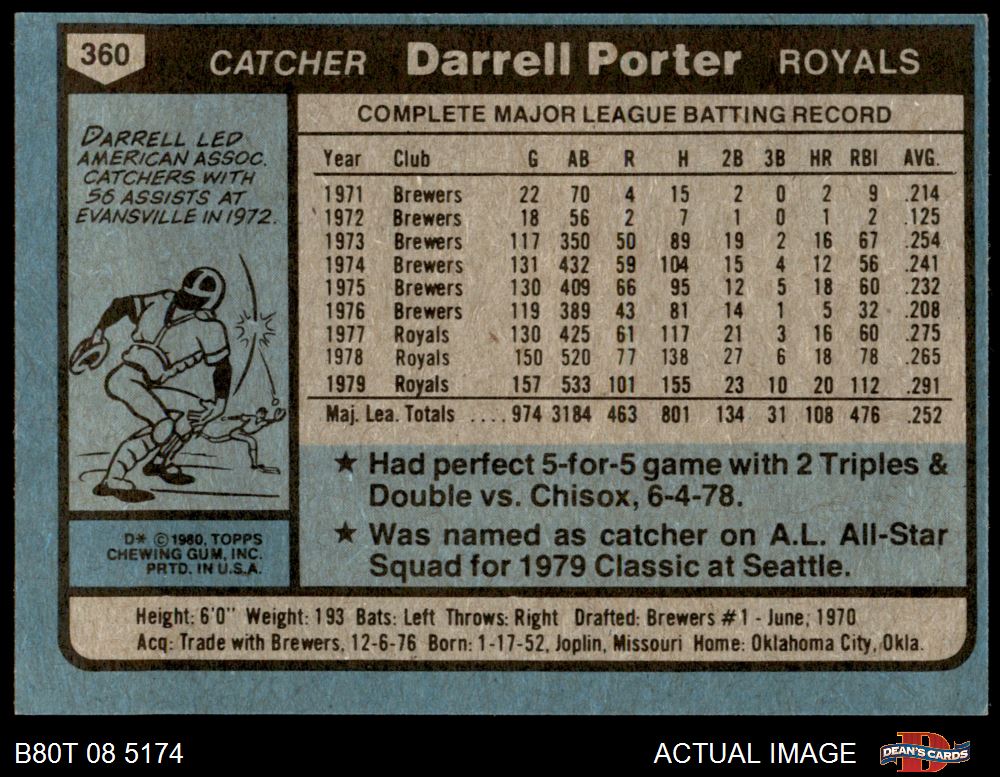 360
CATCHER Darrell Porter ROYALS
DARRELL LED
AMERICAN ASSOC.
CATCHERS WITH
56 ASSISTS AT
EVANSVILLE IN 1972.
D* ©1980, TOPPS
CHEWING GUM, INC.
PRTD. IN U.S.A.
COMPLETE MAJOR LEAGUE BATTING RECORD
Year Club G AB R H 2B 3B HR RBI AVG.
1971 Brewers 22 70 4 15 2 0 2 9 .214
1972 Brewers 18 56 2 7 1 0 1 2 .125
1973 Brewers 117 350 50 89 19 2 16 67 .254
1974 Brewers 131 432 59 104 15 4 12 56 .241
1975 Brewers 130 409 66 95 12 5 18 60 .232
1976 Brewers 119 389 43 81 14 1 5 32 .208
1977 Royals 130 425 61 117 21 3 16 60 .275
1978 Royals 150 520 77 138 27 6 18 78 .265
1979 Royals 157 533 101 155 23 10 20 112 .291
Maj. Lea. Totals .... 974 3184 463 801 134 31 108 476 .252
★ Had perfect 5-for-5 game with 2 Triples &
Double vs. Chisox, 6-4-78.
★ Was named as catcher on A.L. All-Star
Squad for 1979 Classic at Seattle.
Height: 6'0" Weight: 193 Bats: Left Throws: Right Drafted: Brewers #1 - June, 1970
Acq: Trade with Brewers, 12-6-76 Born: 1-17-52, Joplin, Missouri Home: Oklahoma City, Okla.
B80T 08 5174 ACTUAL IMAGE DEAN'S CARDS